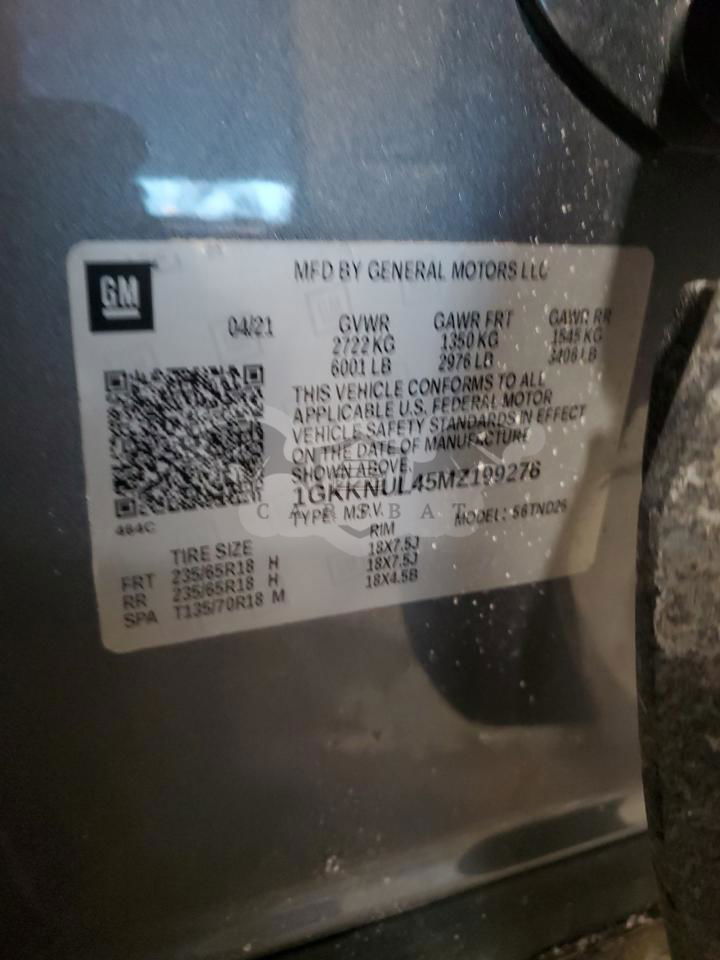 GM
MFD BY GENERAL MOTORS LLC
04/21
GVWR GAWR FRT GAWR RR
2722 KG 1350 KG 1545 KG
6001 LB 2976 LB 3406 LB
THIS VEHICLE CONFORMS TO ALL
APPLICABLE U.S. FEDERAL MOTOR
VEHICLE SAFETY STANDARDS IN EFFECT
ON THE DATE OF MANUFACTURE
SHOWN ABOVE.
1GKKNUL45MZ199276
TYPE: M.P.V. MODEL:
CARFBAT
TIRE SIZE RIM
FRT 235/65R18 H 18X7.5J
RR 235/65R18 H 18X7.5J
SPA T135/70R18 M 18X4.5B